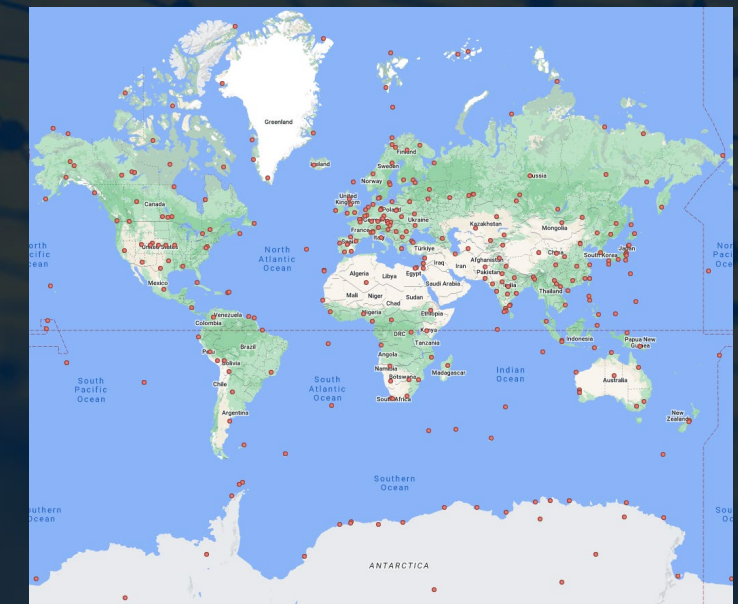 Greenland
Iceland
Finland
Sweden
Russia
Norway
Canada
United
Kingdom
Poland
Ukraine
France
Kazakhstan
Mongolia
North
Atlantic
Ocean
Türkiye
China
South Korea
Japan
Iraq
Iran
Afghanistan
Pakistan
Algeria
Libya
Egypt
Saudi Arabia
India
Mexico
Mali
Niger
Chad
Sudan
Thailand
Nigeria
Ethiopia
Venezuela
Colombia
DRC
Kenya
Tanzania
Indonesia
Papua New
Guinea
Brazil
Peru
Bolivia
Angola
Namibia
Botswana
Madagascar
Indian
Ocean
Australia
South
Pacific
Ocean
Chile
South
Atlantic
Ocean
South Africa
Argentina
New
Zealand
Southern
Ocean
outhern
Ocean
Sou
Oc
ANTARCTICA